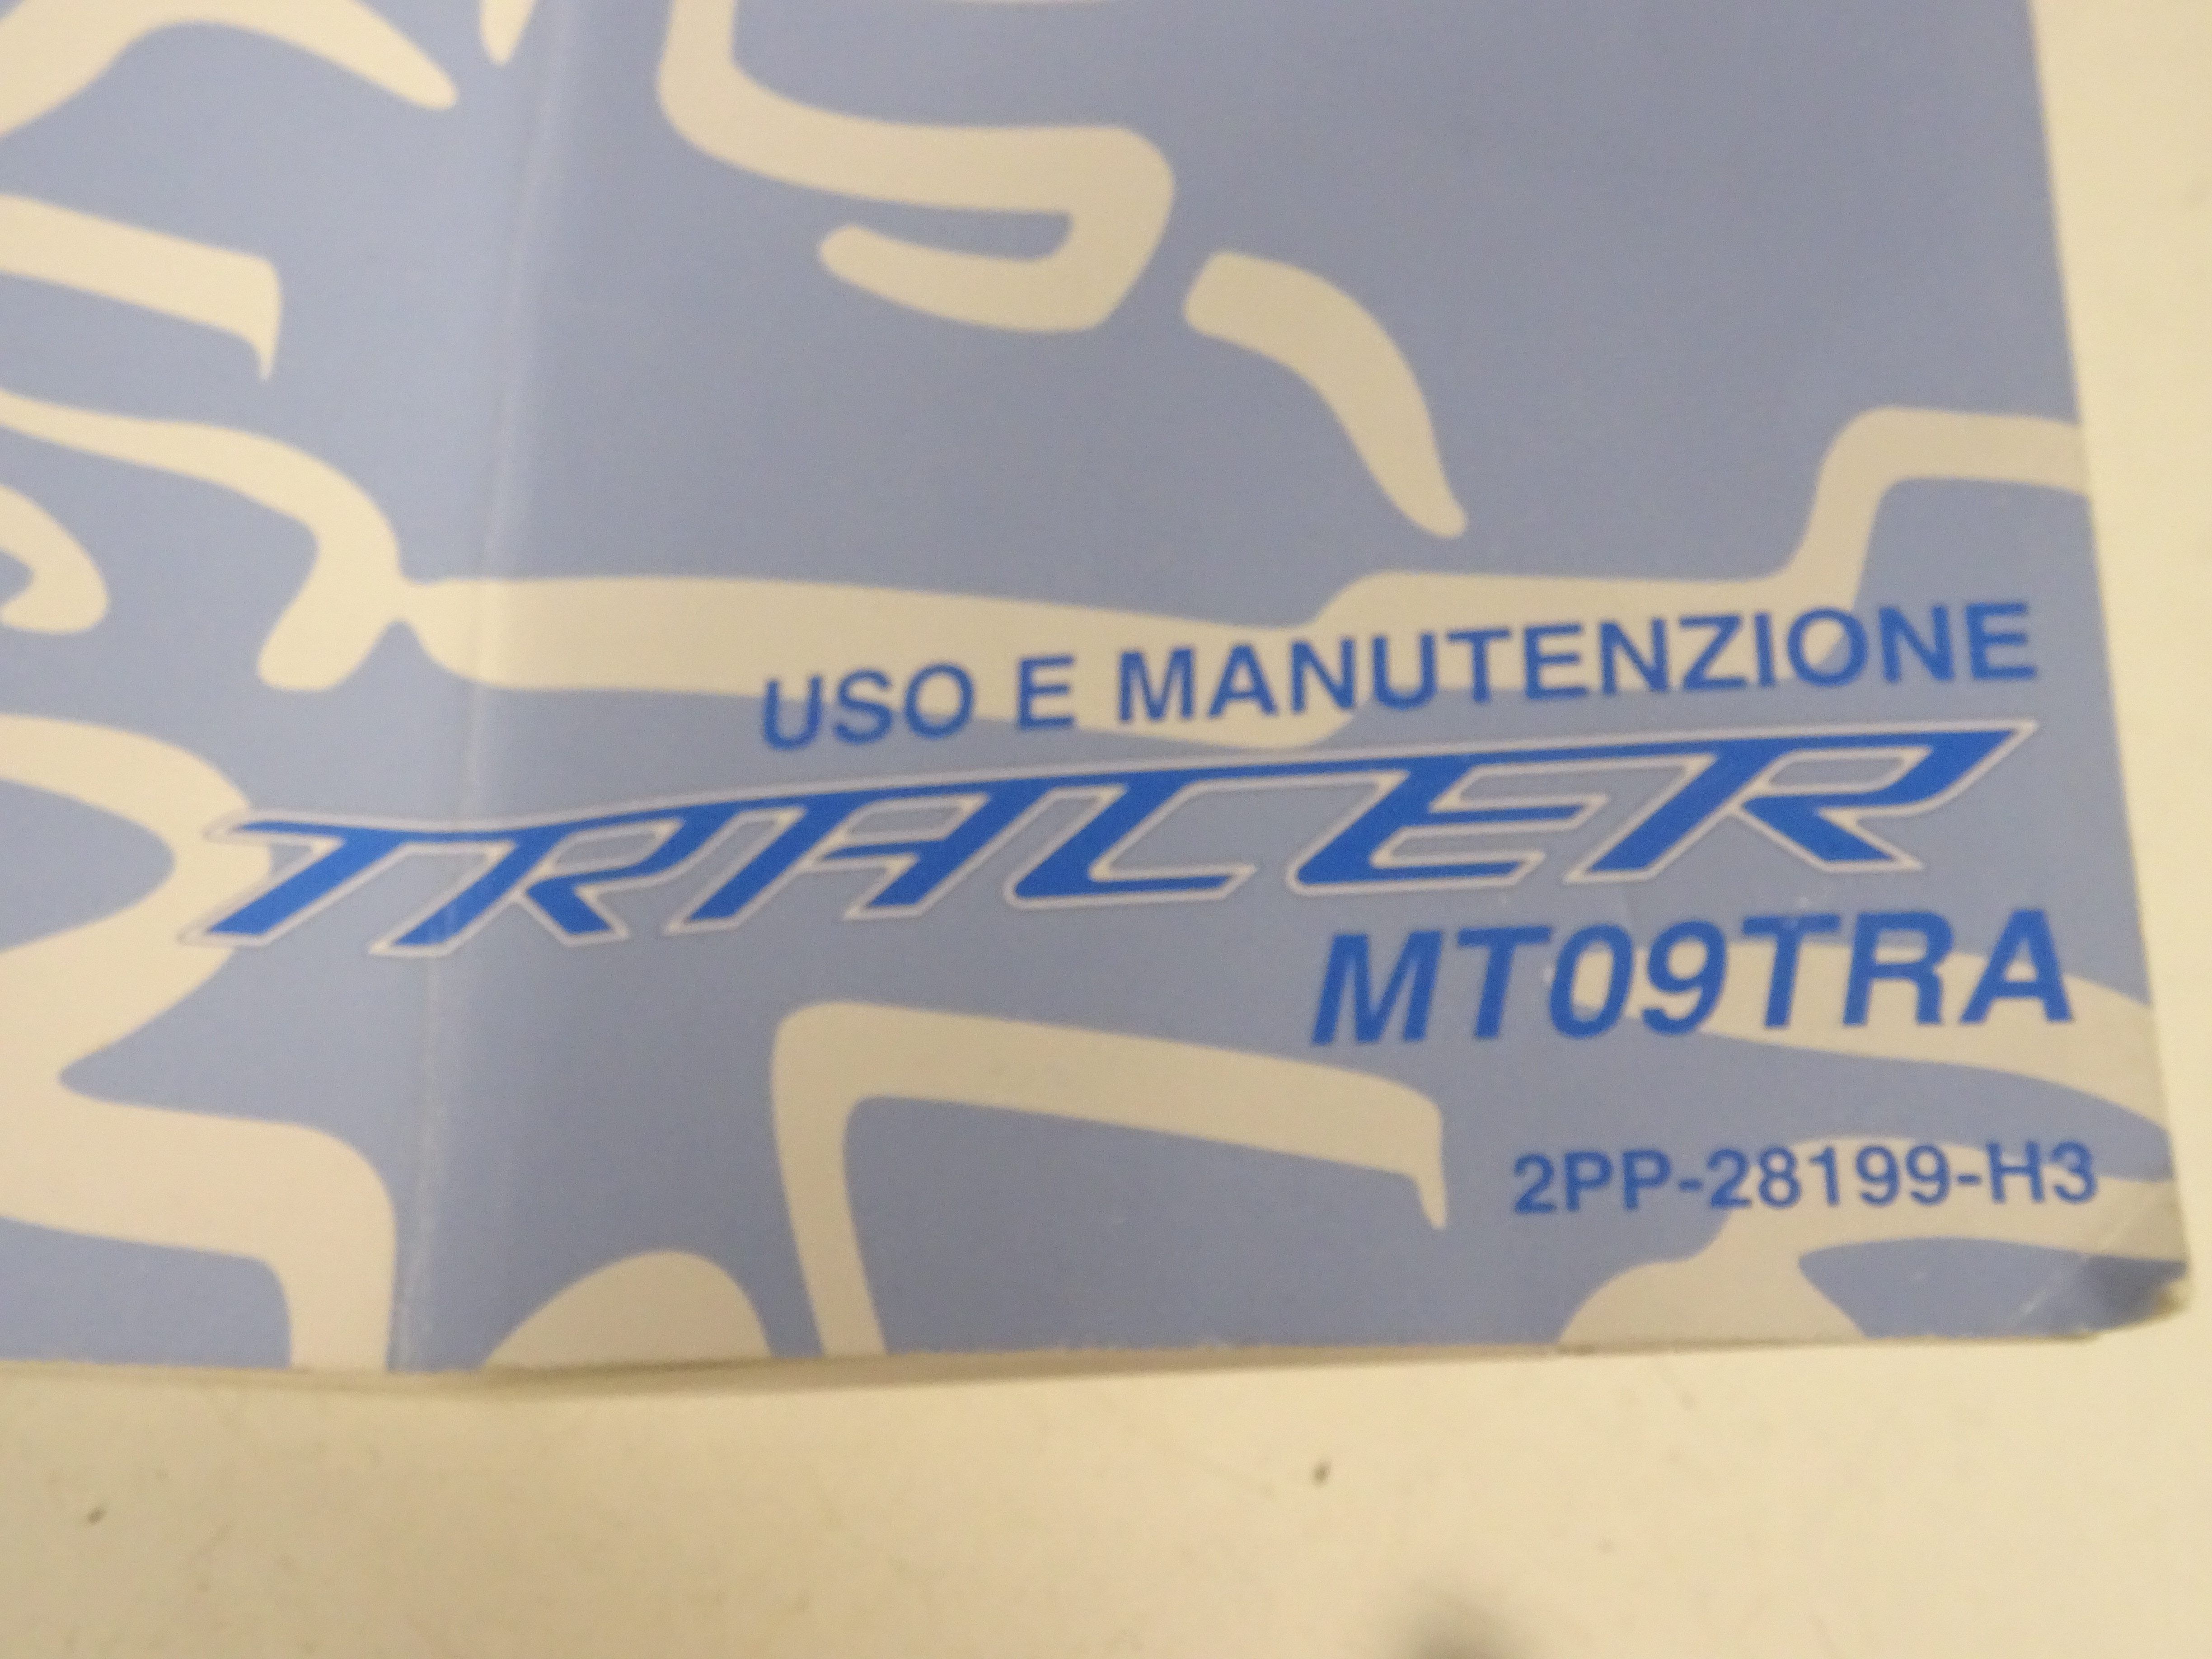 USO E MANUTENZIONE
TRACER
MT09TRA
2PP-28199-H3